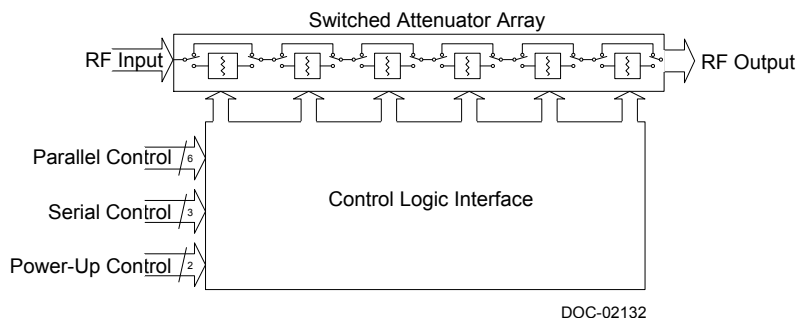 Switched Attenuator Array
RF Input
RF Output
Parallel Control
6
Serial Control
3
Power-Up Control
2
Control Logic Interface
DOC-02132